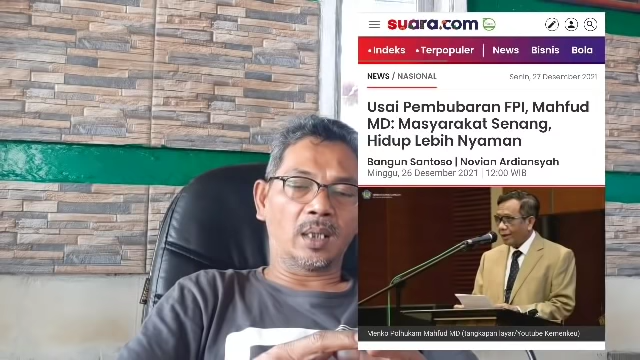 suara.com
•Indeks •Terpopuler News Bisnis Bola
NEWS / NASIONAL
Senin, 27 Desember 2021
Usai Pembubaran FPI, Mahfud
MD: Masyarakat Senang,
Hidup Lebih Nyaman
Bangun Santoso | Novian Ardiansyah
Minggu, 26 Desember 2021 | 12:00 WIB
Menko Polhukam Mahfud MD (tangkapan layar/Youtube Kemenkeu)